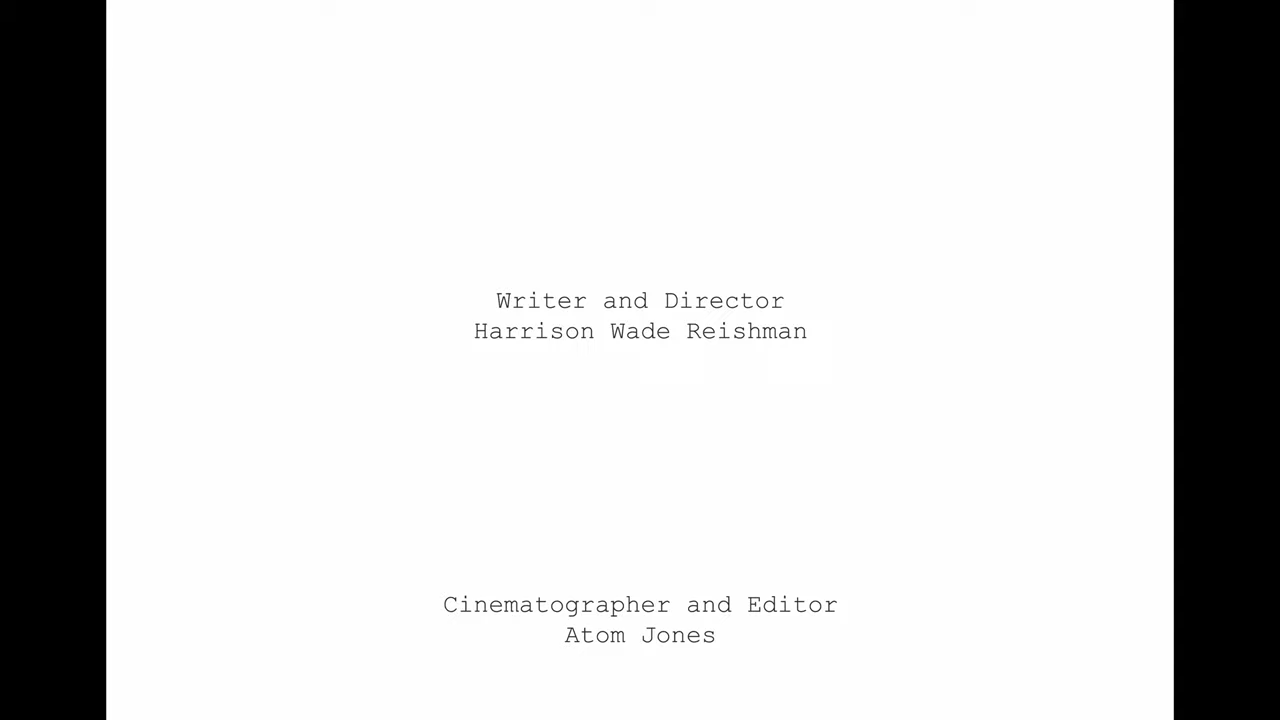 Writer and Director
Harrison Wade Reishman
Cinematographer and Editor
Atom Jones